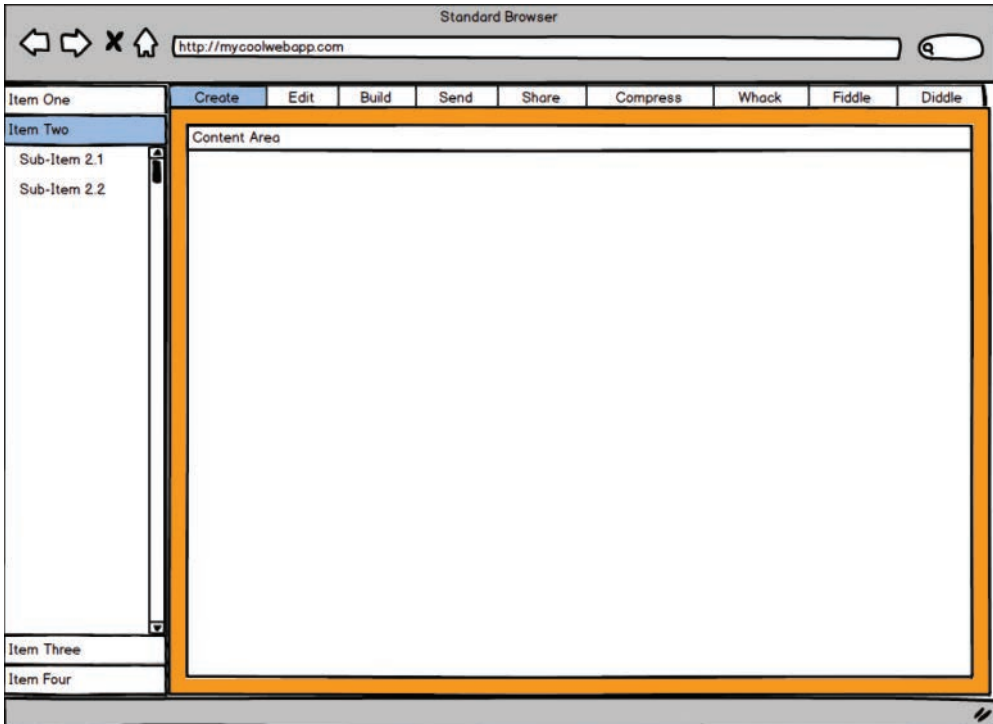 Standard Browser
http://mycoolwebapp.com
Item One
Item Two
Sub-Item 2.1
Sub-Item 2.2
Item Three
Item Four
Create Edit Build Send Share Compress Whack Fiddle Diddle
Content Area